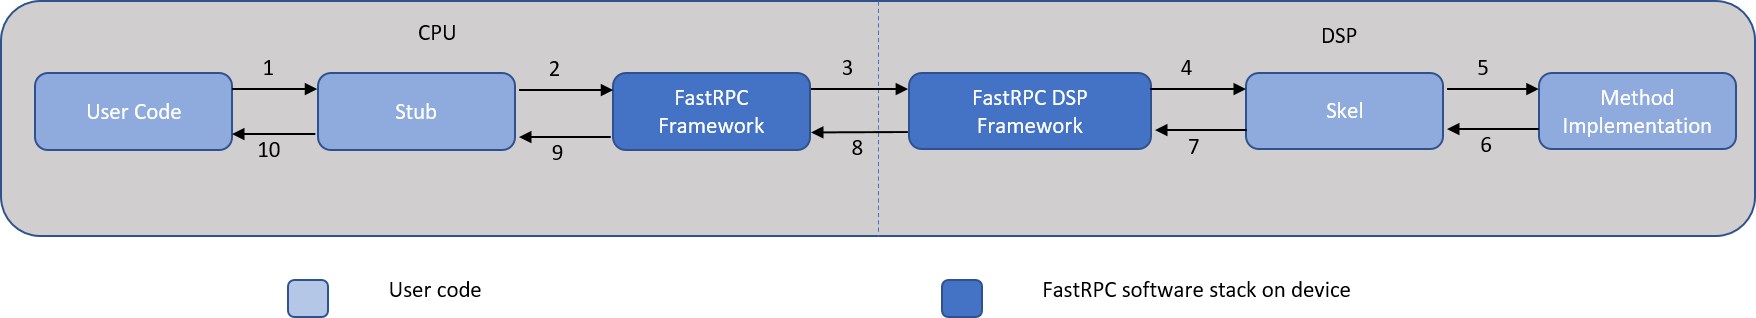 CPU
DSP
1
2
3
4
5
User Code
Stub
FastRPC
Framework
FastRPC DSP
Framework
Skel
Method
Implementation
10
9
8
7
6
User code
FastRPC software stack on device